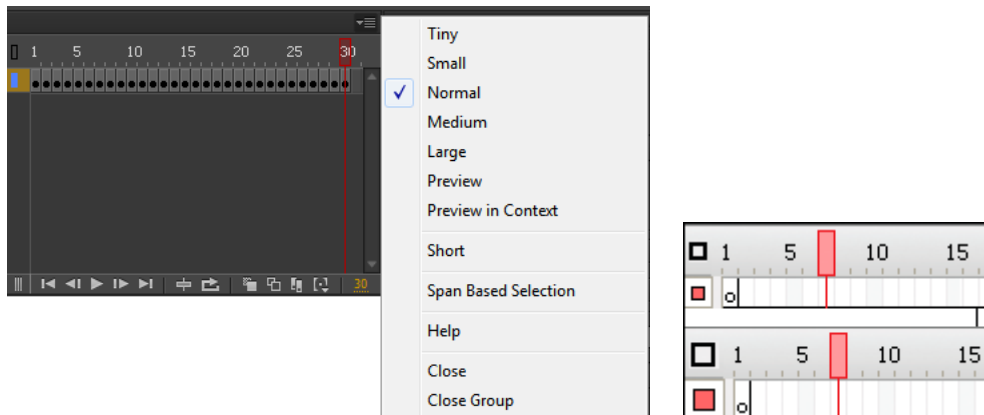 1 5 10 15 20 25 30
30
Tiny
Small
Normal
Medium
Large
Preview
Preview in Context
Short
Span Based Selection
Help
Close
Close Group
1 5 10 15
1 5 10 15